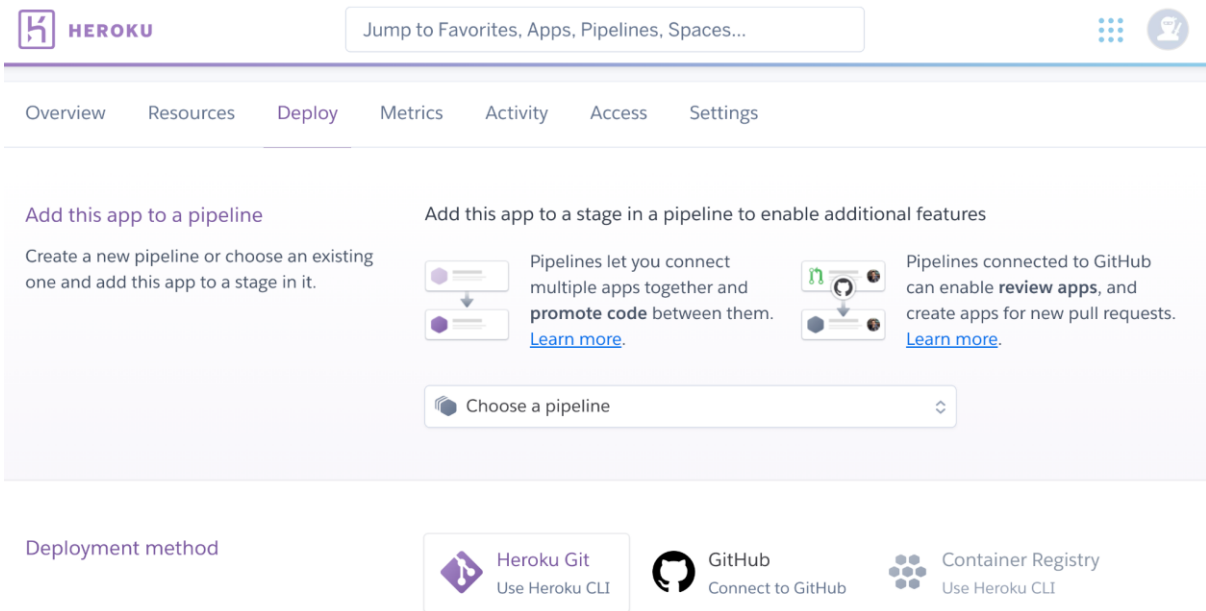 HEROKU
Jump to Favorites, Apps, Pipelines, Spaces...
Overview Resources Deploy Metrics Activity Access Settings
Add this app to a pipeline
Create a new pipeline or choose an existing
one and add this app to a stage in it.
Add this app to a stage in a pipeline to enable additional features
Pipelines let you connect
multiple apps together and
promote code between them.
Learn more.
Pipelines connected to GitHub
can enable review apps, and
create apps for new pull requests.
Learn more.
Choose a pipeline
Deployment method
Heroku Git
Use Heroku CLI
GitHub
Connect to GitHub
Container Registry
Use Heroku CLI